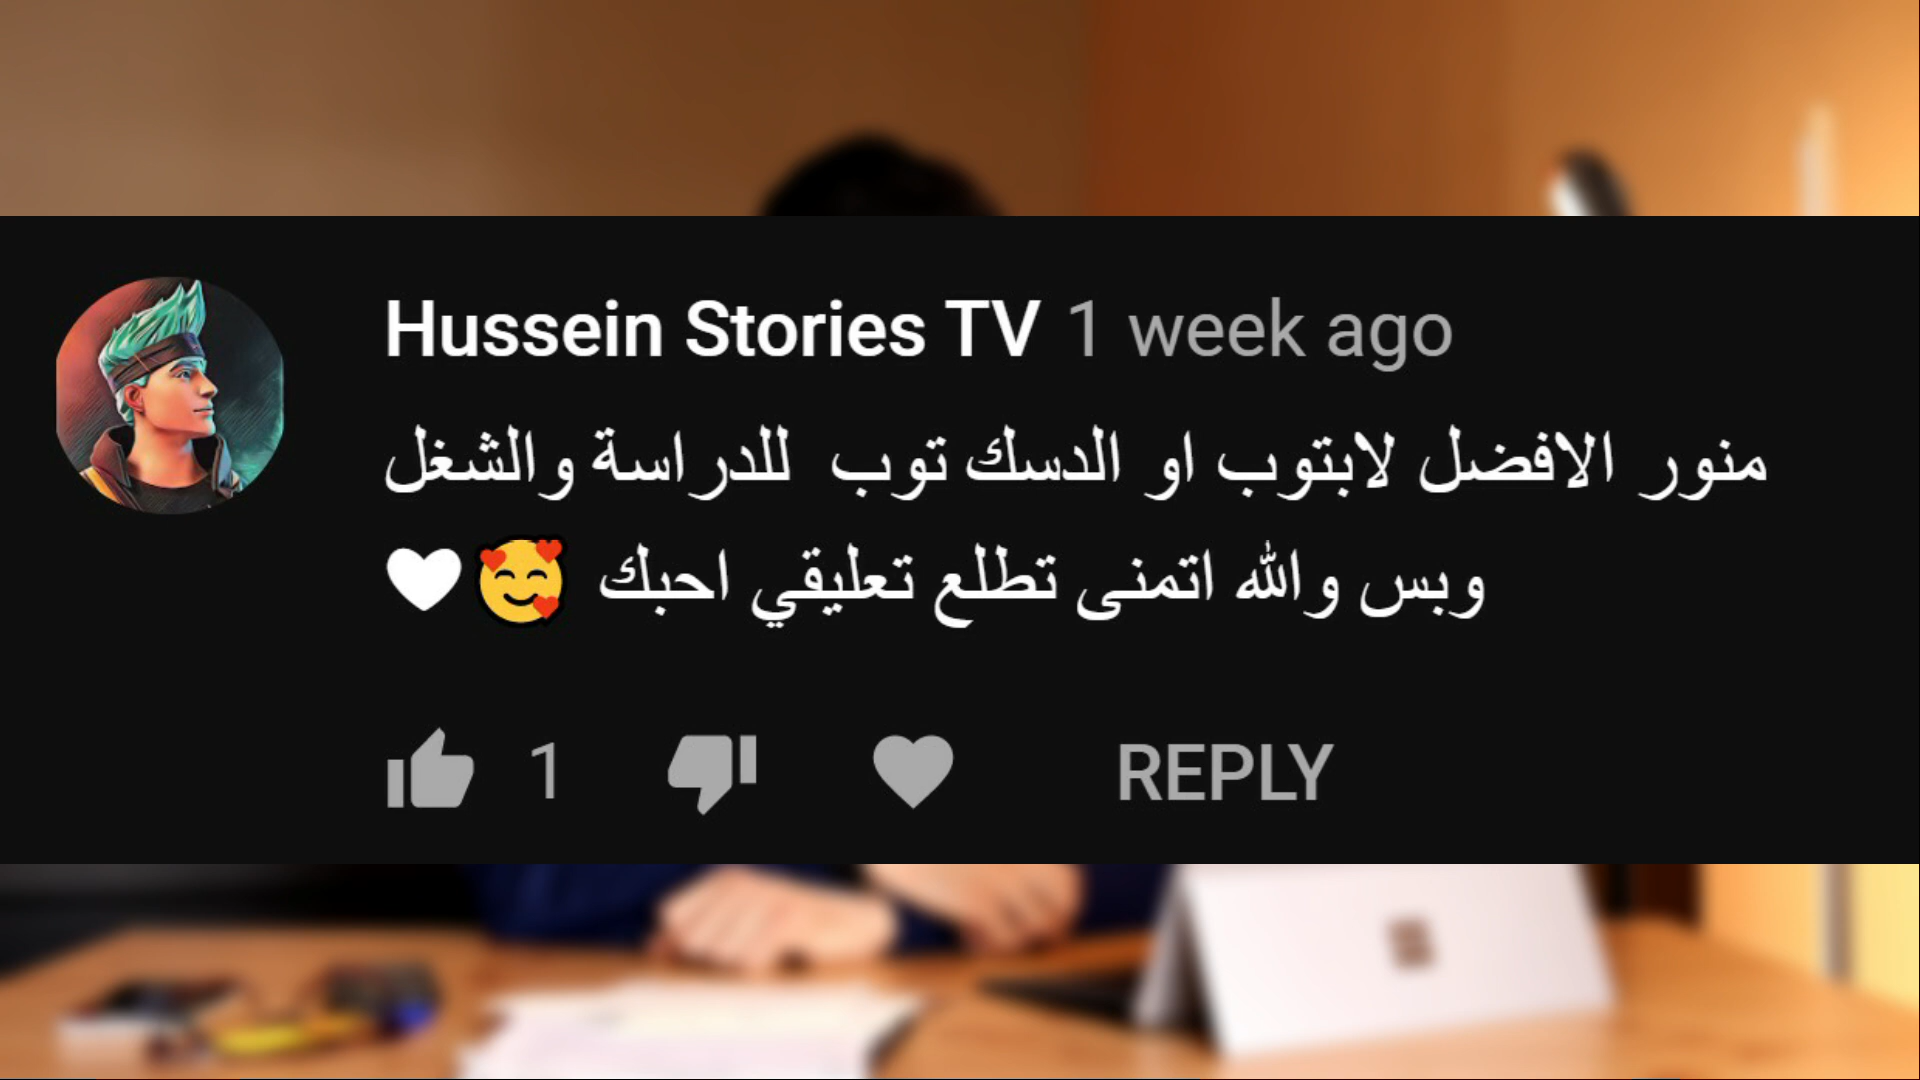 Hussein Stories TV 1 week ago
منور الافضل لابتوب او الدسك توب للدراسة والشغل
وبس والله اتمنى تطلع تعليقي احبك 🥰🤍
1
REPLY